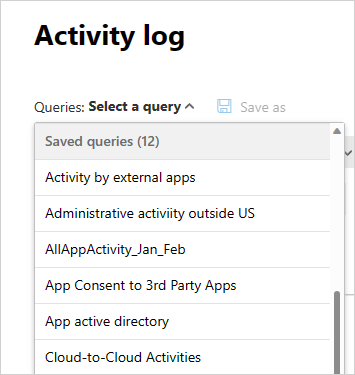 Activity log
Queries: Select a query Save as
Saved queries (12)
Activity by external apps
Administrative activiity outside US
AllAppActivity_Jan_Feb
App Consent to 3rd Party Apps
App active directory
Cloud-to-Cloud Activities